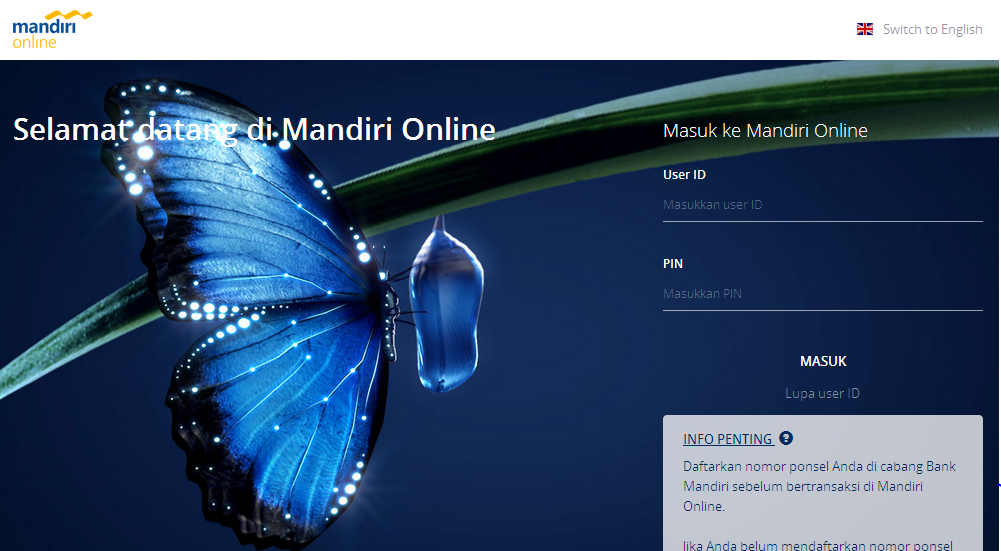 mandiri
online
Switch to English
Selamat datang di Mandiri Online
Masuk ke Mandiri Online
User ID
Masukkan user ID
PIN
Masukkan PIN
MASUK
Lupa user ID
INFO PENTING ?
Daftarkan nomor ponsel Anda di cabang Bank
Mandiri sebelum bertransaksi di Mandiri
Online.
Jika Anda belum mendaftarkan nomor ponsel